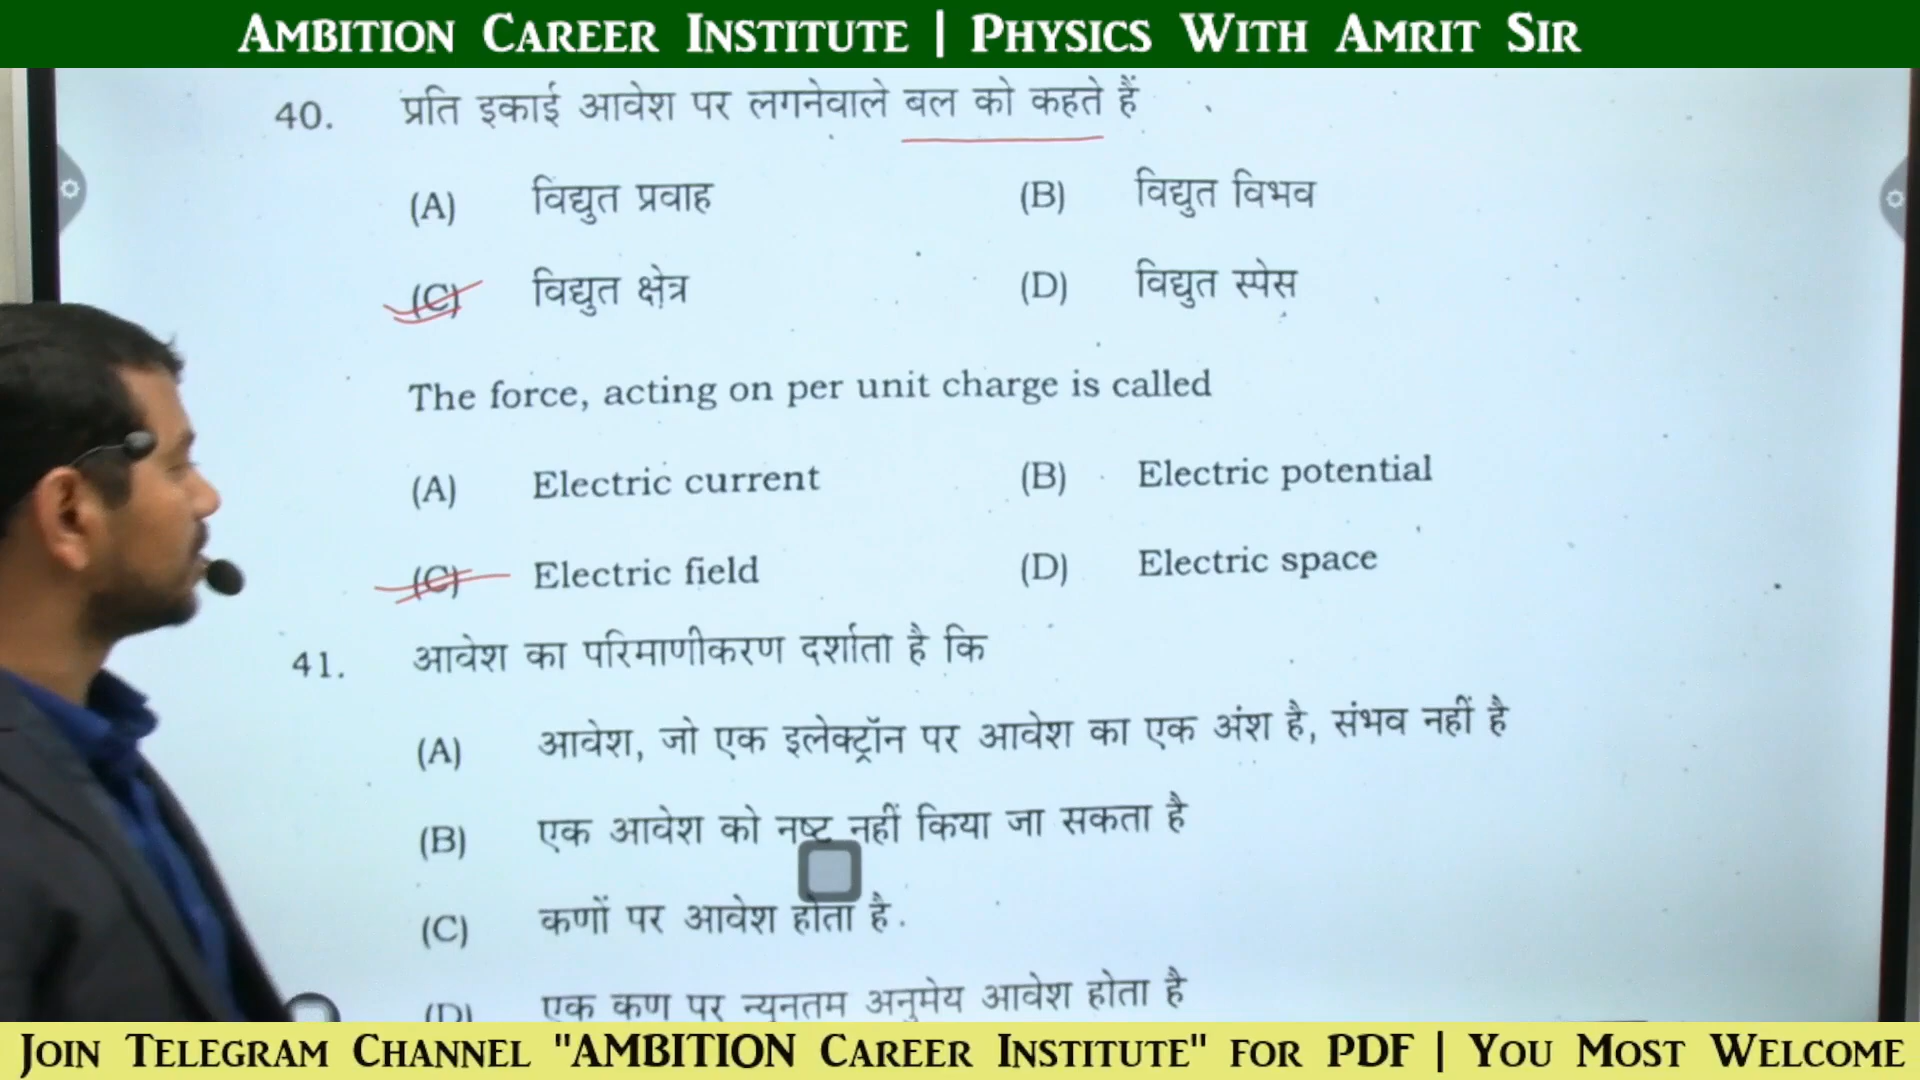 AMBITION CAREER INSTITUTE | PHYSICS WITH AMRIT SIR
40. प्रति इकाई आवेश पर लगनेवाले बल को कहते हैं
(A) विद्युत प्रवाह (B) विद्युत विभव
(C) विद्युत क्षेत्र (D) विद्युत स्पेस
The force, acting on per unit charge is called
(A) Electric current (B) Electric potential
(C) Electric field (D) Electric space
41. आवेश का परिमाणीकरण दर्शाता है कि
(A) आवेश, जो एक इलेक्ट्रॉन पर आवेश का एक अंश है, संभव नहीं है
(B) एक आवेश को नष्ट नहीं किया जा सकता है
(C) कणों पर आवेश होता है.
(D) एक कण पर न्यूनतम अनुमेय आवेश होता है
JOIN TELEGRAM CHANNEL "AMBITION CAREER INSTITUTE" FOR PDF | YOU MOST WELCOME